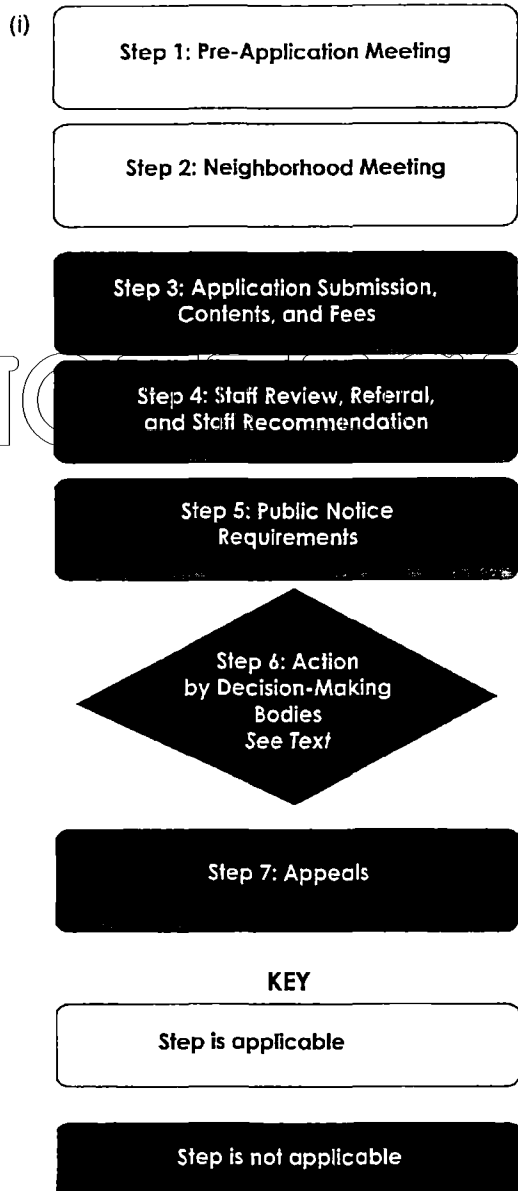 (i)
Step 1: Pre-Application Meeting
Step 2: Neighborhood Meeting
Step 3: Application Submission,
Contents, and Fees
Step 4: Staff Review, Referral,
and Staff Recommendation
Step 5: Public Notice
Requirements
Step 6: Action
by Decision-Making
Bodies
See Text
Step 7: Appeals
KEY
Step is applicable
Step is not applicable